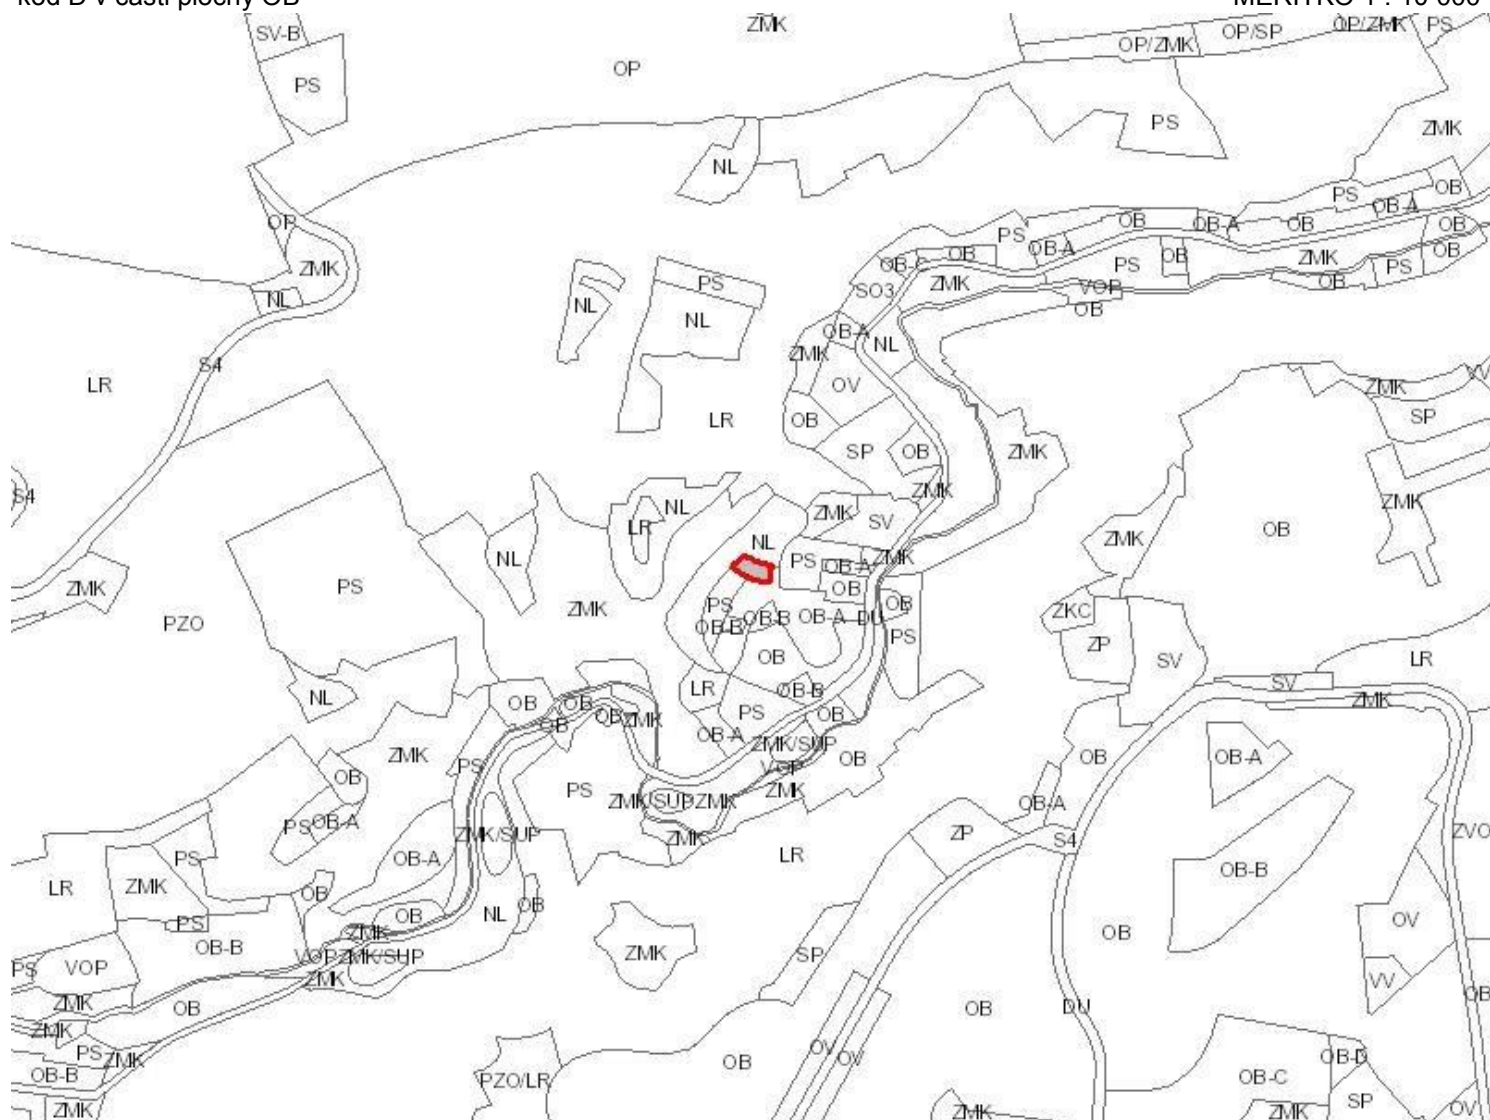 kód D v části plochy OB MĚŘÍTKO 1 : 10 000
ZMK
SV-B OP/ZMK OP/SP OP/ZMK PS
OP
PS
PS ZMK
NL
PS OB
OP OB OB-A OB OB-A OB
PS OB-A OB PS OB ZMK OB
ZMK OB-C PS OB
NL SO3 ZMK VOP OB
PS
NL NL OB
OB-A NL
ZMK
S4 LR OV ZMK VV
LR OB SP
SP OB ZMK
S4 ZMK ZMK
NL ZMK SV
LR OB
NL ZMK
NL PS OB-A ZMK
ZMK PS OB
PS OB
PZO ZMK OB-B OB-B OB-A DU ZKC
PS ZP
OB SV LR
NL LR OB-B SV
OB OB PS OB ZMK
OB OB ZMK OB-A ZMK/SUP
ZMK PS VOP OB OB OB-A
OB PS ZMK/SUP ZMK ZMK
PS OB-A ZMK/SUP ZMK OB-A ZP S4 ZVO
PS OB-A LR
LR ZMK OB OB-B
PS OB NL OB OV
OB-B ZMK OB
PS VOP VOP ZMK/SUP ZMK SP
ZMK ZMK VV
ZMK OB OB DU OB
PS ZMK OV OV OB-D
OB-B PZO/LR OB OB-C
ZMK ZMK ZMK SP OV